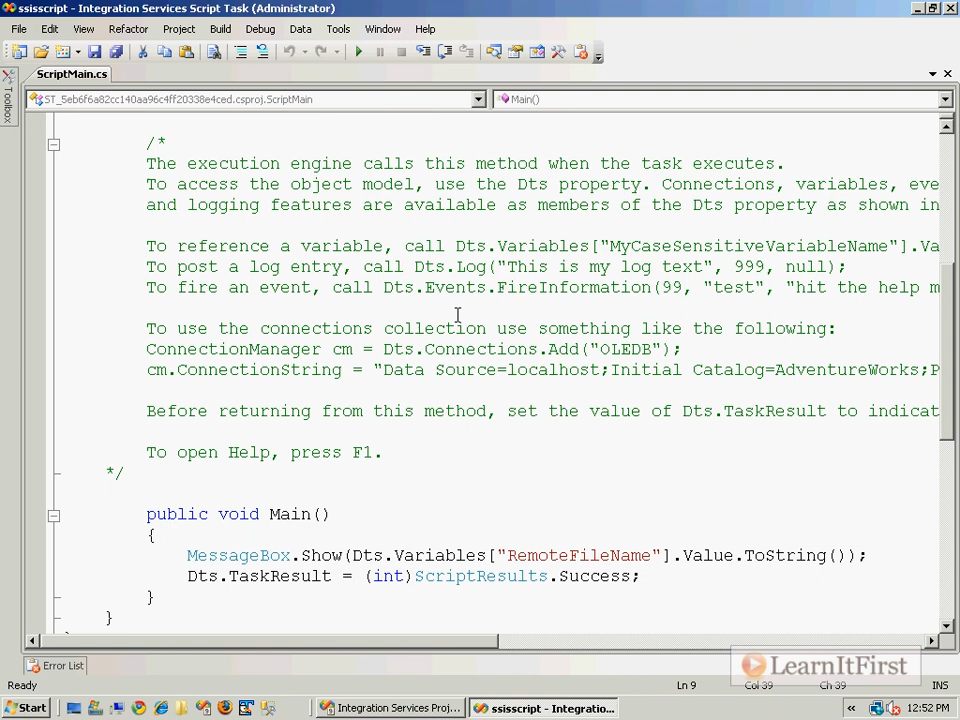 ssisscript - Integration Services Script Task (Administrator)
File Edit View Refactor Project Build Debug Data Tools Window Help
Toolbox
ScriptMain.cs
ST_5eb6f6a82cc140aa96c4ff20338e4ced.csproj.ScriptMain
Main()
/*
The execution engine calls this method when the task executes.
To access the object model, use the Dts property. Connections, variables, eve
and logging features are available as members of the Dts property as shown in
To reference a variable, call Dts.Variables["MyCaseSensitiveVariableName"].Va
To post a log entry, call Dts.Log("This is my log text", 999, null);
To fire an event, call Dts.Events.FireInformation(99, "test", "hit the help m
To use the connections collection use something like the following:
ConnectionManager cm = Dts.Connections.Add("OLEDB");
cm.ConnectionString = "Data Source=localhost;Initial Catalog=AdventureWorks;P
Before returning from this method, set the value of Dts.TaskResult to indicat
To open Help, press F1.
*/
public void Main()
{
MessageBox.Show(Dts.Variables["RemoteFileName"].Value.ToString());
Dts.TaskResult = (int)ScriptResults.Success;
}
}
Error List
LearnItFirst
Ready Ln 9 Col 39 Ch 39 INS
Start Integration Services Proj... ssisscript - Integratio... « 12:52 PM